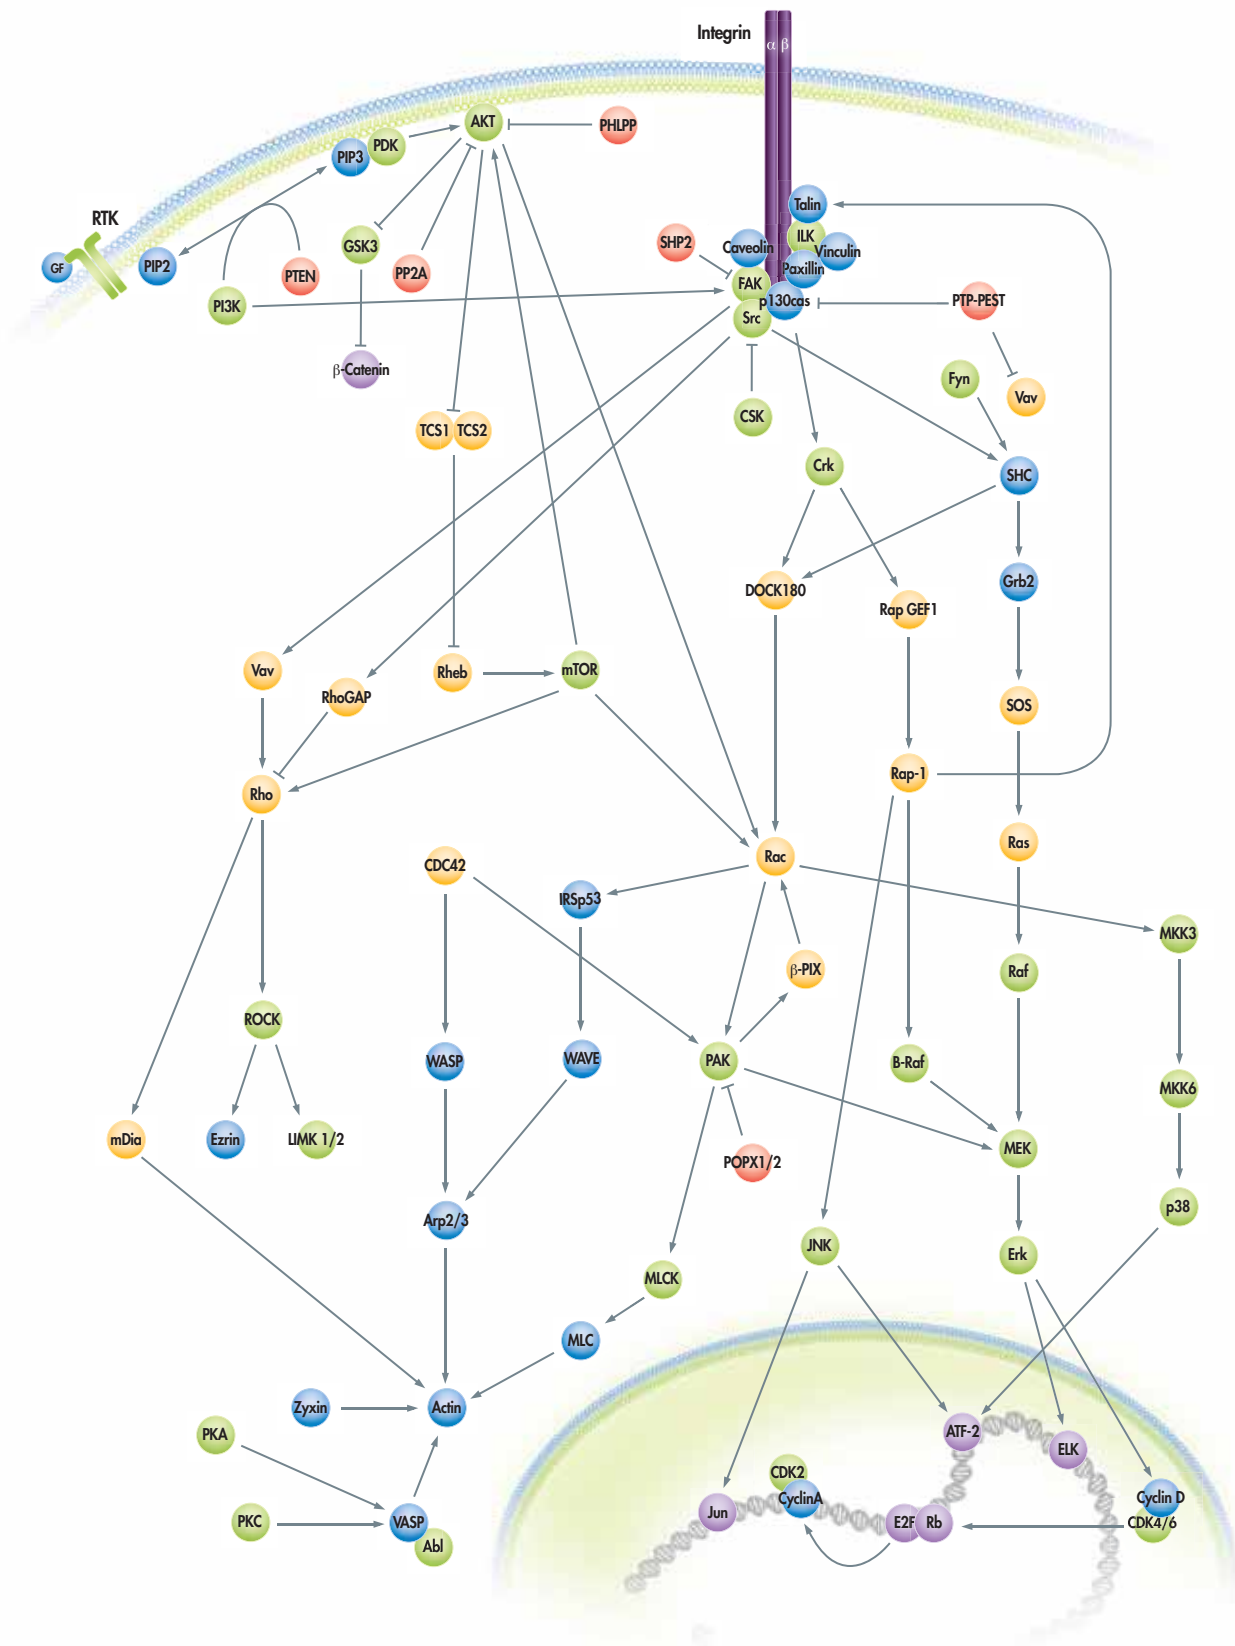 Integrin
α β
AKT
PHLPP
PDK
PIP3
Talin
RTK
SHP2
ILK
GSK3
Caveolin
Vinculin
GF
PIP2
PTEN
PP2A
Paxillin
FAK
PI3K
p130cas
PTP-PEST
Src
β-Catenin
Fyn
Vav
TCS1 TCS2
CSK
Crk
SHC
DOCK180
Grb2
Rap GEF1
Vav
RhoGAP
Rheb
mTOR
SOS
Rap-1
Rho
Ras
CDC42
Rac
IRSp53
MKK3
β-PIX
Raf
ROCK
WASP
WAVE
PAK
B-Raf
MKK6
mDia
Ezrin
LIMK 1/2
POPX1/2
MEK
Arp2/3
p38
JNK
Erk
MLCK
MLC
Zyxin
Actin
PKA
ATF-2
ELK
CDK2
CyclinA
Cyclin D
Jun
PKC
VASP
E2F Rb
CDK4/6
Abl